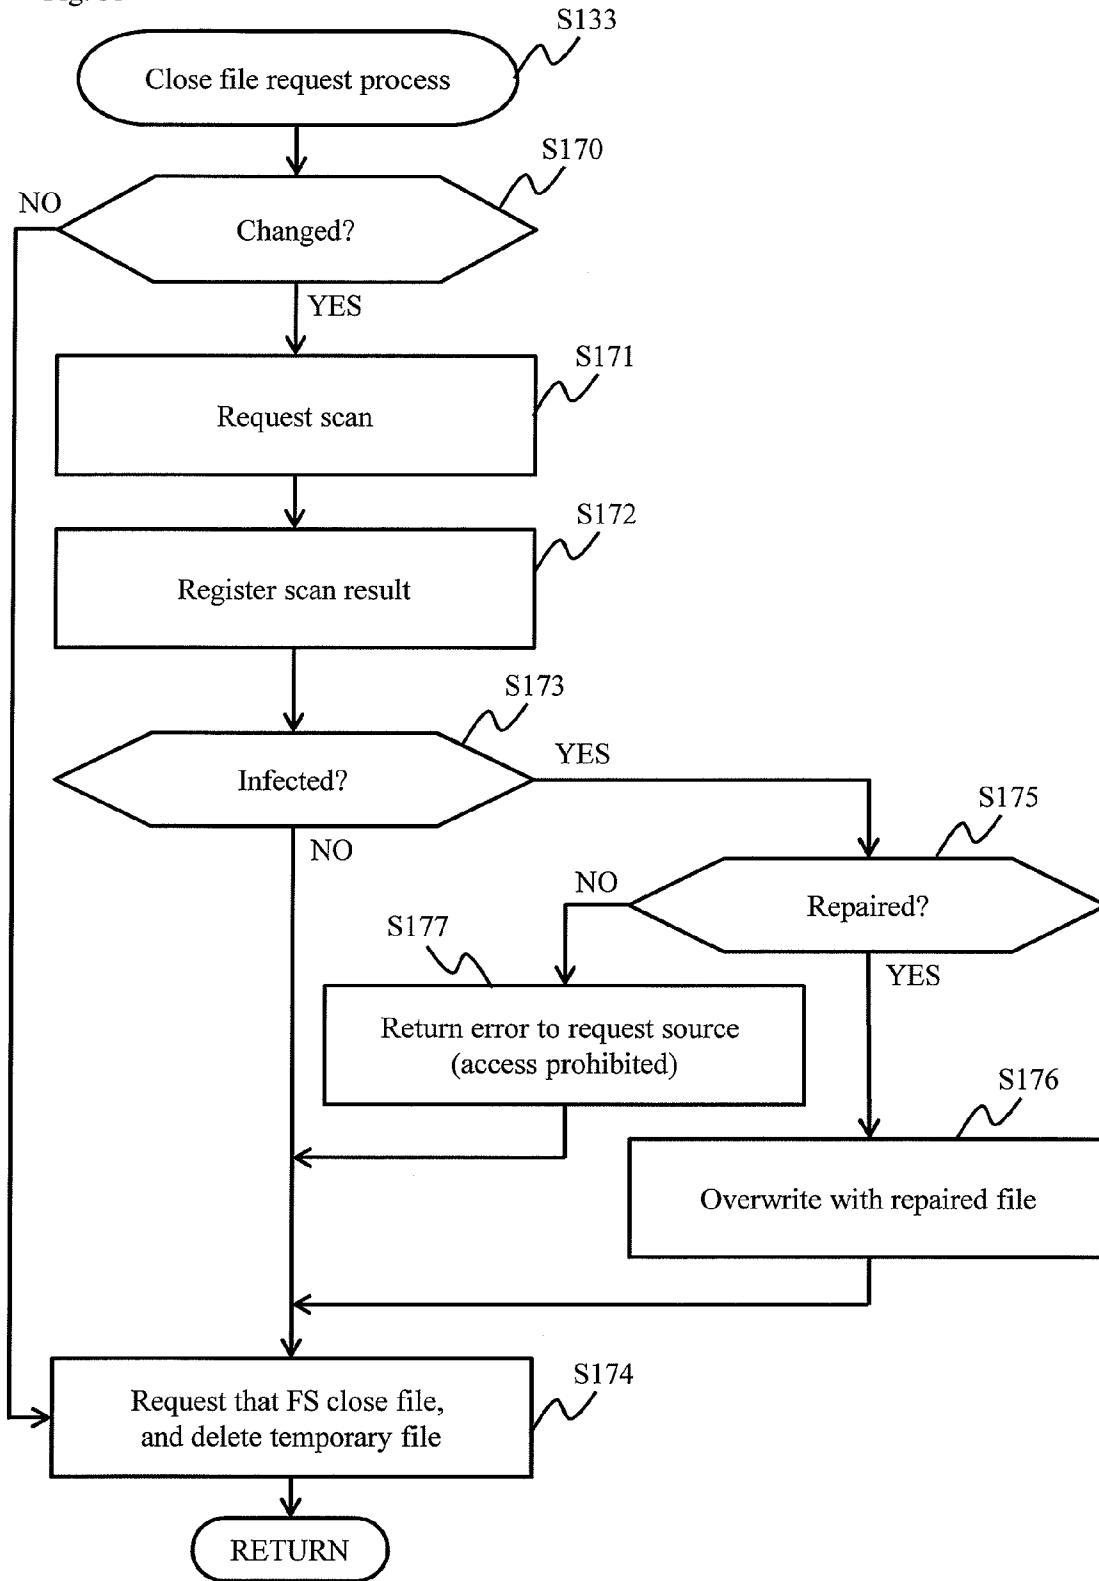 S133
Close file request process
S170
NO
Changed?
YES
S171
Request scan
S172
Register scan result
S173
YES
Infected?
S175
NO
NO
Repaired?
S177
YES
Return error to request source
(access prohibited)
S176
Overwrite with repaired file
S174
Request that FS close file,
and delete temporary file
RETURN